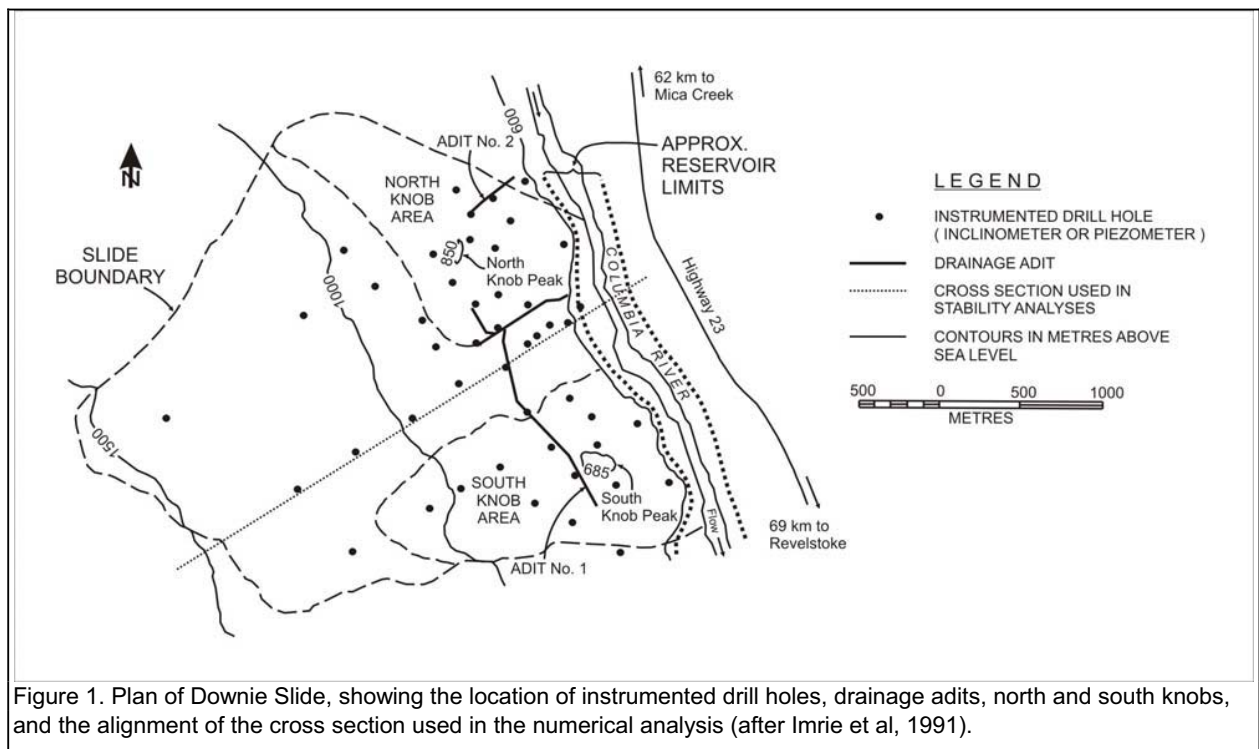 62 km to
Mica Creek
600
ADIT No. 2
APPROX.
RESERVOIR
LIMITS
N
NORTH
KNOB
AREA
850
North
Knob Peak
SLIDE
BOUNDARY
1000
COLUMBIA RIVER
Highway 23
1500
SOUTH
KNOB
AREA
685
South
Knob Peak
Flow
ADIT No. 1
69 km to
Revelstoke
LEGEND
INSTRUMENTED DRILL HOLE
( INCLINOMETER OR PIEZOMETER )
DRAINAGE ADIT
CROSS SECTION USED IN
STABILITY ANALYSES
CONTOURS IN METRES ABOVE
SEA LEVEL
500 0 500 1000
METRES
Figure 1. Plan of Downie Slide, showing the location of instrumented drill holes, drainage adits, north and south knobs,
and the alignment of the cross section used in the numerical analysis (after Imrie et al, 1991).